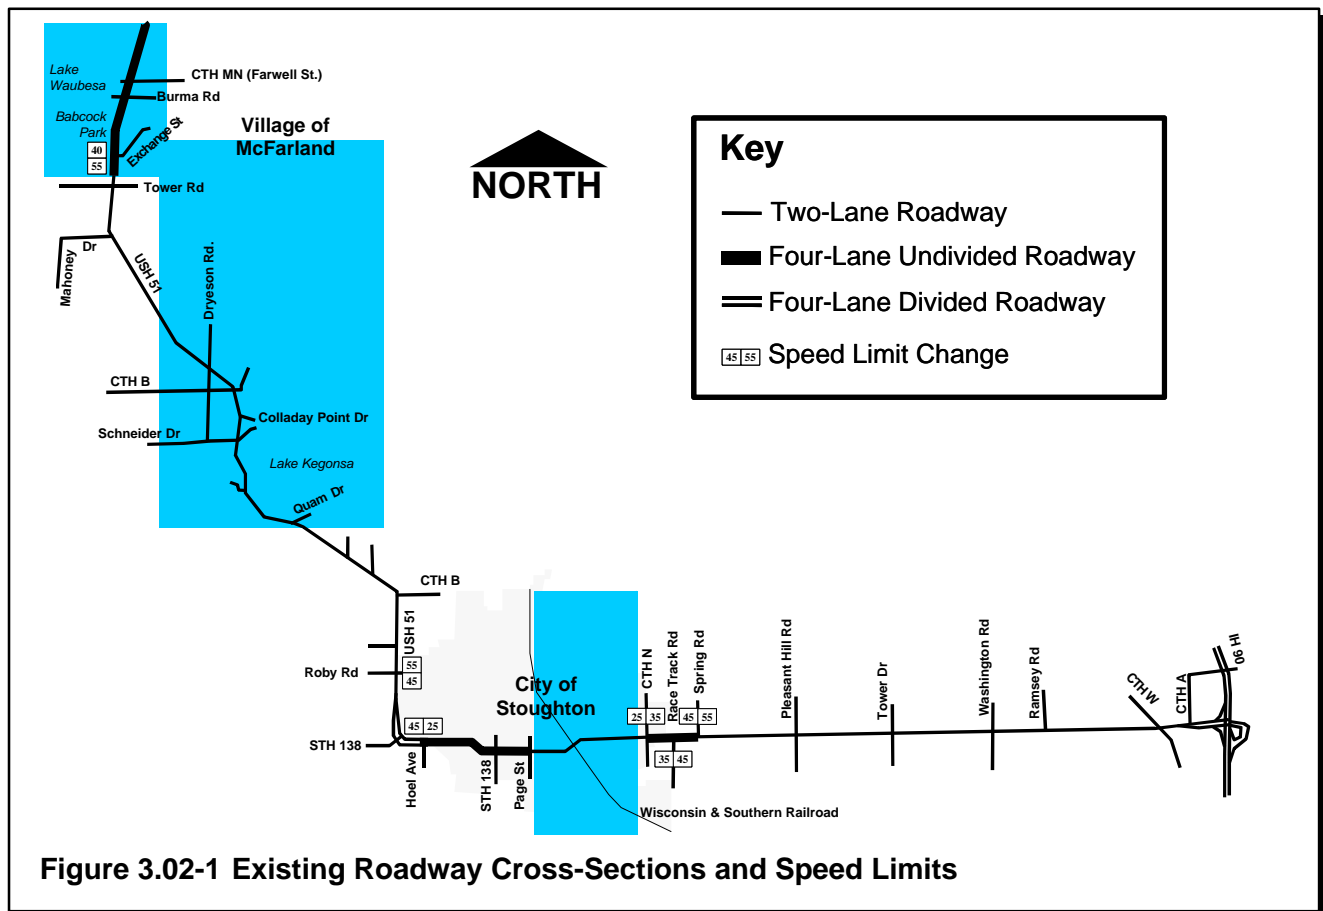 Lake
Waubesa
CTH MN (Farwell St.)
Burma Rd
Babcock
Park
Exchange St
Village of
McFarland
40
55
Tower Rd
NORTH
Key
Two-Lane Roadway
Four-Lane Undivided Roadway
Four-Lane Divided Roadway
45 55 Speed Limit Change
Mahoney Dr
USH 51
Dryeson Rd.
CTH B
Colladay Point Dr
Schneider Dr
Lake Kegonsa
Quam Dr
CTH B
USH 51
Roby Rd
55
45
City of
Stoughton
45 25
STH 138
Hoel Ave
STH 138
Page St
CTH N
Race Track Rd
Spring Rd
25 35
45 55
35 45
Pleasant Hill Rd
Tower Dr
Washington Rd
Ramsey Rd
CTH W
CTH A
IH 90
Wisconsin & Southern Railroad
Figure 3.02-1 Existing Roadway Cross-Sections and Speed Limits